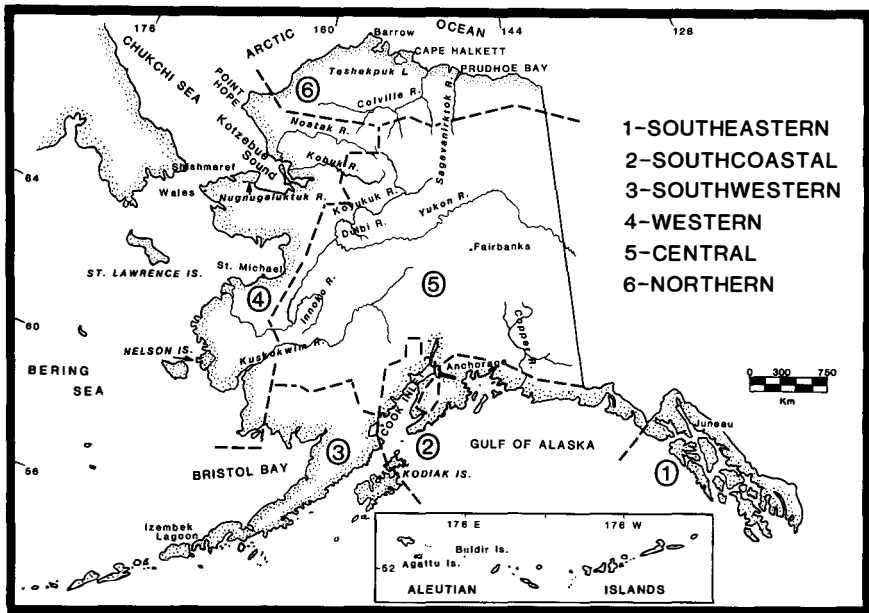 176
160
144
128
ARCTIC OCEAN
Barrow
CAPE HALKETT
CHUKCHI SEA
POINT HOPE
Teshekpuk L
PRUDHOE BAY
6
Colville R.
Sagavanirktok R.
Noatak R.
Kotzebue Sound
Kobuk R.
64
Shishmaref
Wales
Nugnugaluktuk R.
Koyukuk R.
Yukon R.
Dulbi R.
Fairbanks
ST. LAWRENCE IS.
St. Michael
4
5
Innoko R.
60
Kuskokwim R.
Copper R.
NELSON IS.
Anchorage
BERING SEA
COOK INLET
Juneau
3
2
GULF OF ALASKA
1
BRISTOL BAY
56
KODIAK IS.
Izembek Lagoon
1-SOUTHEASTERN
2-SOUTHCOASTAL
3-SOUTHWESTERN
4-WESTERN
5-CENTRAL
6-NORTHERN
0 300 750
Km
176 E
176 W
Buldir Is.
52
Agattu Is.
ALEUTIAN ISLANDS